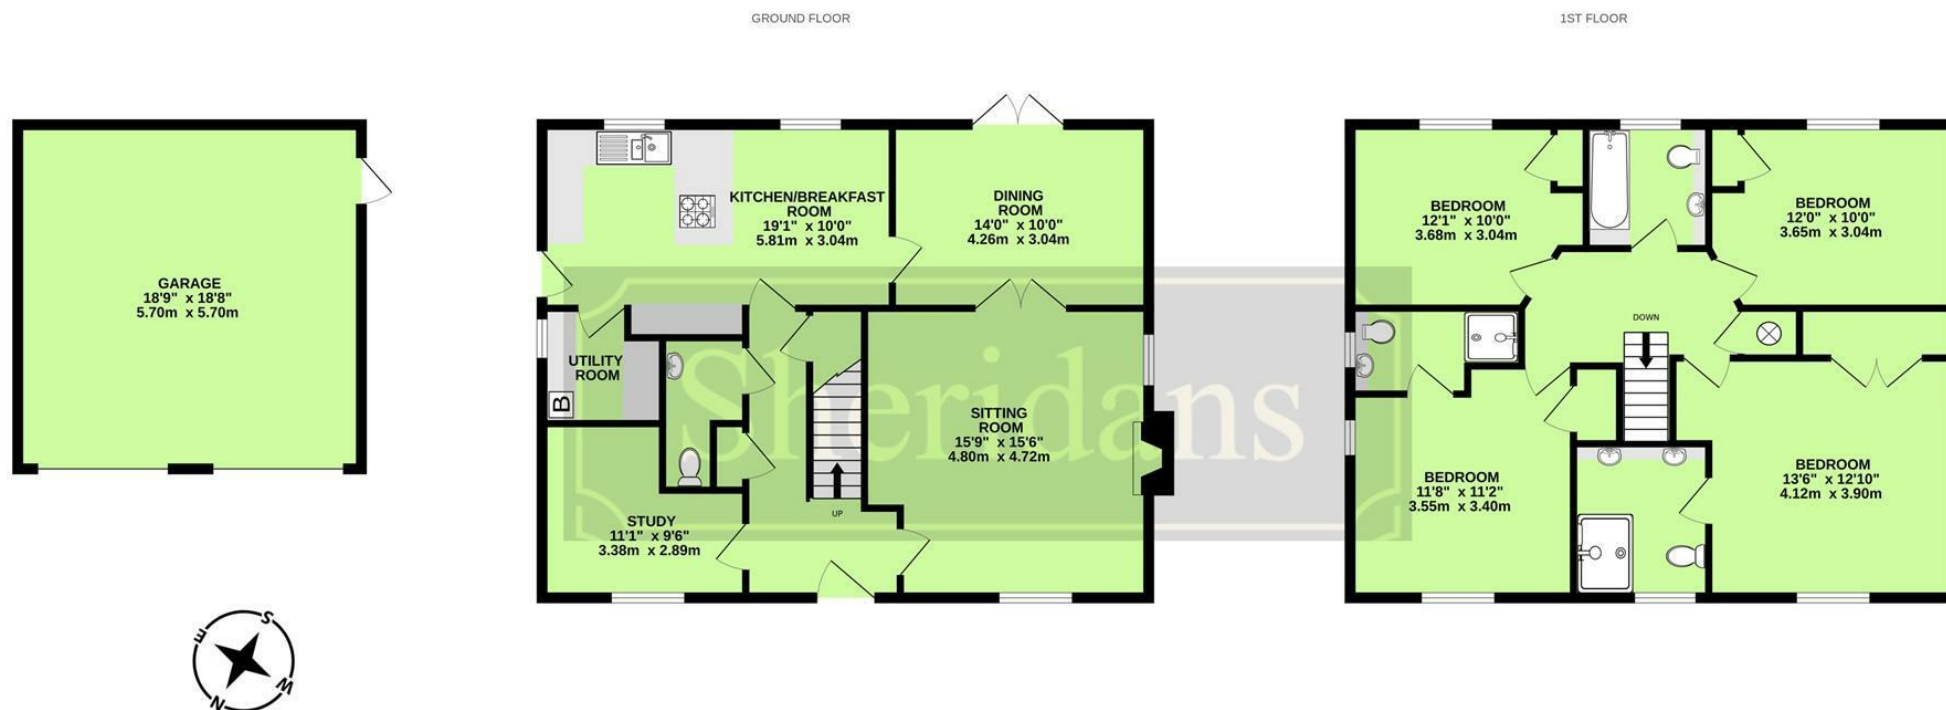 GROUND FLOOR
1ST FLOOR
GARAGE
18'9" x 18'8"
5.70m x 5.70m
KITCHEN/BREAKFAST
ROOM
19'1" x 10'0"
5.81m x 3.04m
DINING
ROOM
14'0" x 10'0"
4.26m x 3.04m
UTILITY
ROOM
B
SITTING
ROOM
15'9" x 15'6"
4.80m x 4.72m
STUDY
11'1" x 9'6"
3.38m x 2.89m
UP
Sheridans
BEDROOM
12'1" x 10'0"
3.68m x 3.04m
BEDROOM
12'0" x 10'0"
3.65m x 3.04m
DOWN
BEDROOM
11'8" x 11'2"
3.55m x 3.40m
BEDROOM
13'6" x 12'10"
4.12m x 3.90m
S
E
W
N